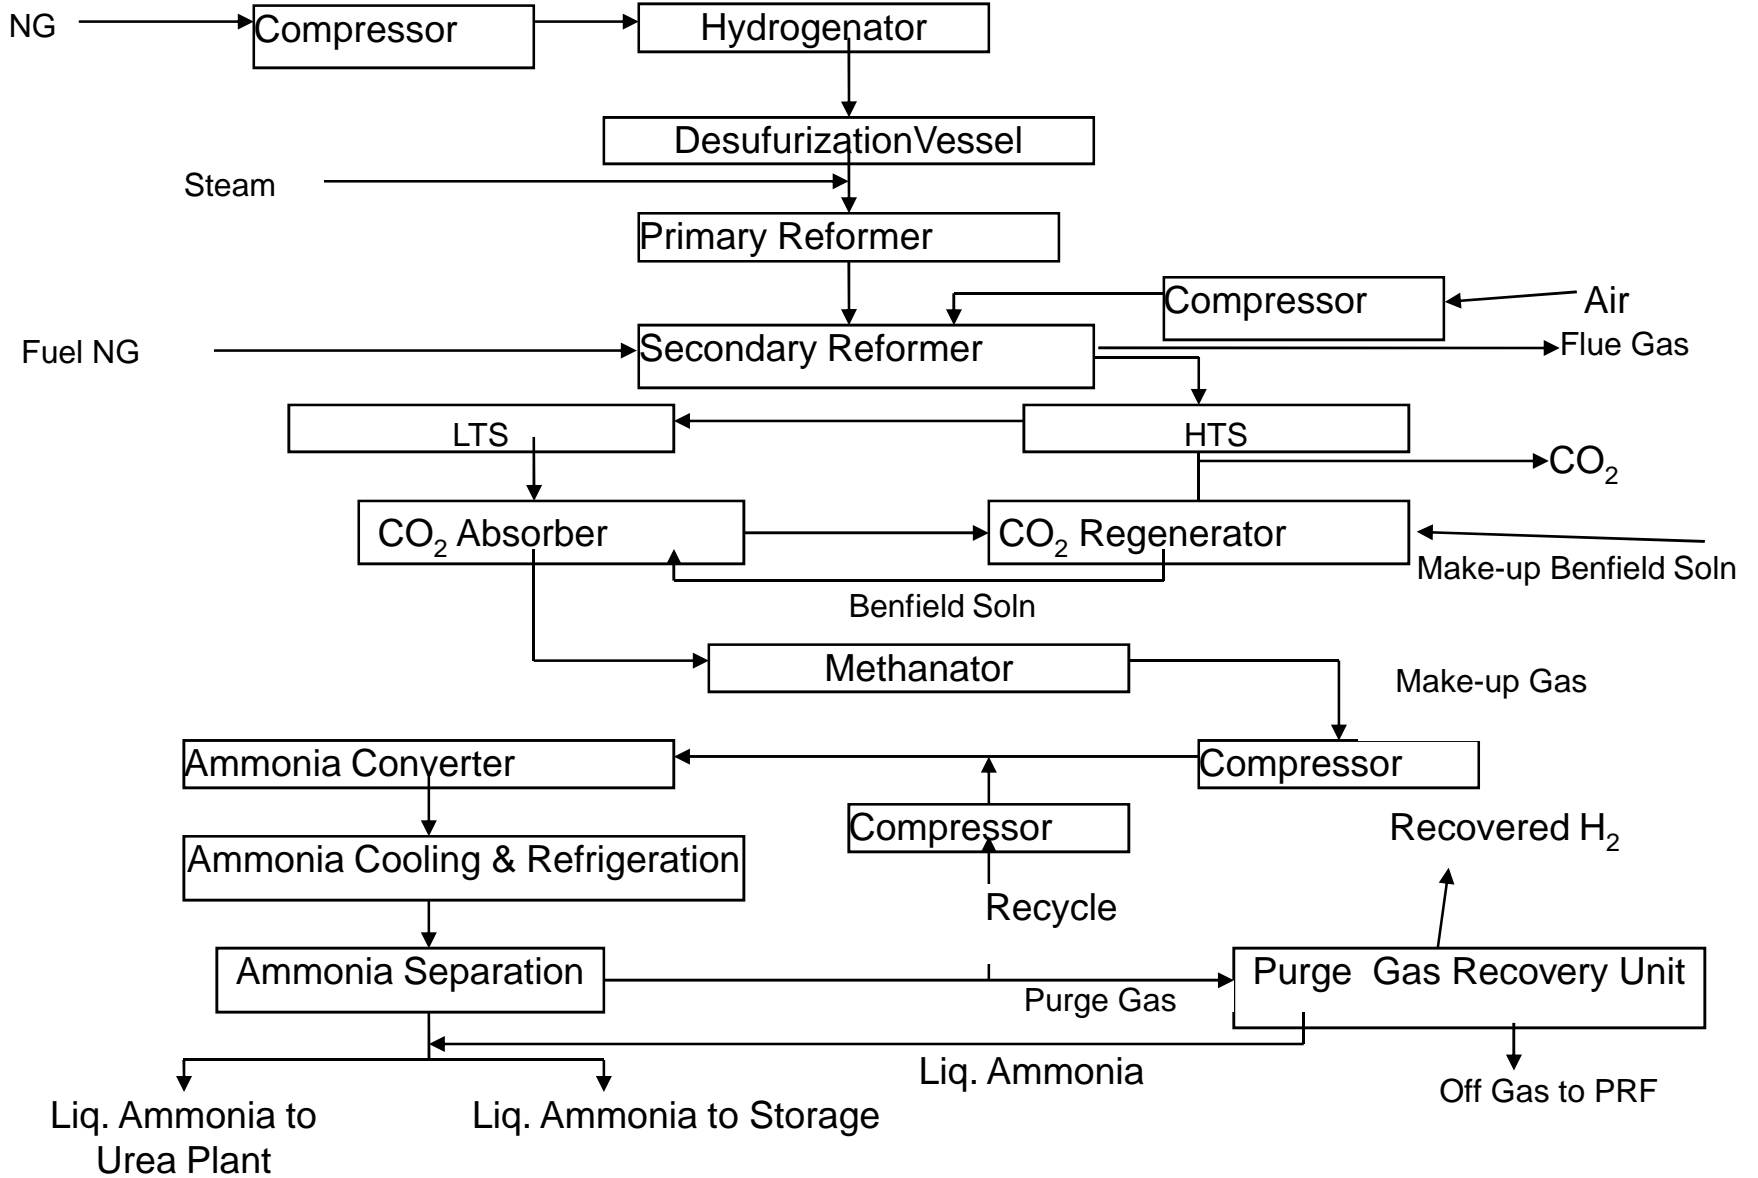 NG
Compressor
Hydrogenator
DesufurizationVessel
Steam
Primary Reformer
Compressor
Air
Fuel NG
Secondary Reformer
Flue Gas
LTS
HTS
CO₂
CO₂ Absorber
CO₂ Regenerator
Make-up Benfield Soln
Benfield Soln
Methanator
Make-up Gas
Ammonia Converter
Compressor
Compressor
Recovered H₂
Ammonia Cooling & Refrigeration
Recycle
Ammonia Separation
Purge Gas Recovery Unit
Purge Gas
Liq. Ammonia
Off Gas to PRF
Liq. Ammonia to
Urea Plant
Liq. Ammonia to Storage